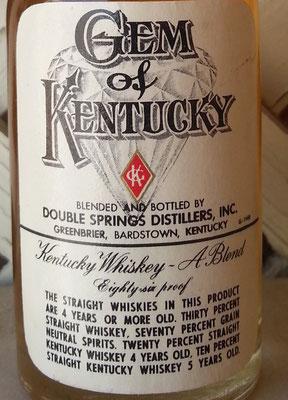 GEM
of
KENTUCKY
KC
BLENDED AND BOTTLED BY
DOUBLE SPRINGS DISTILLERS, INC.
GREENBRIER, BARDSTOWN, KENTUCKY
Kentucky Whiskey - A Blend
Eighty-six proof
THE STRAIGHT WHISKIES IN THIS PRODUCT
ARE 4 YEARS OR MORE OLD. THIRTY PERCENT
STRAIGHT WHISKEY, SEVENTY PERCENT GRAIN
NEUTRAL SPIRITS. TWENTY PERCENT STRAIGHT
KENTUCKY WHISKEY 4 YEARS OLD, TEN PERCENT
STRAIGHT KENTUCKY WHISKEY 5 YEARS OLD.